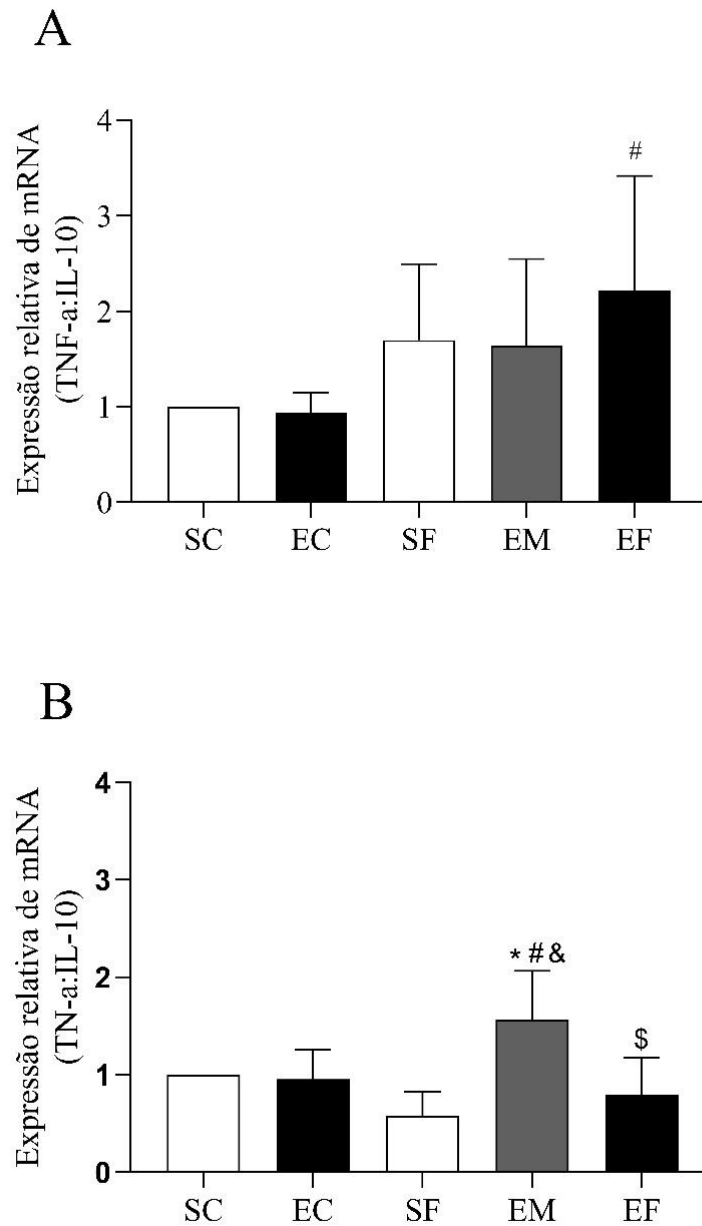 A
Expressão relativa de mRNA
(TNF-a:IL-10)
4
3
2
1
0
#
SC EC SF EM EF
B
Expressão relativa de mRNA
(TN-a:IL-10)
4
3
2
1
0
* # &
$
SC EC SF EM EF